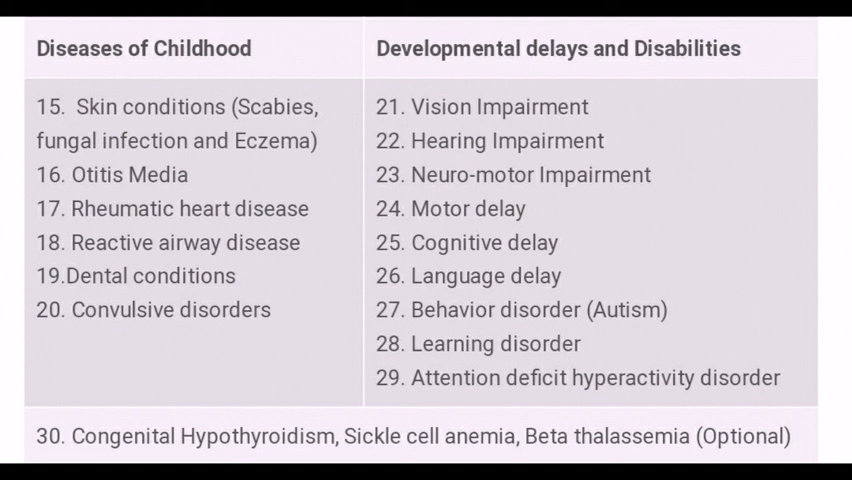 Diseases of Childhood
Developmental delays and Disabilities
15. Skin conditions (Scabies,
fungal infection and Eczema)
16. Otitis Media
17. Rheumatic heart disease
18. Reactive airway disease
19.Dental conditions
20. Convulsive disorders
21. Vision Impairment
22. Hearing Impairment
23. Neuro-motor Impairment
24. Motor delay
25. Cognitive delay
26. Language delay
27. Behavior disorder (Autism)
28. Learning disorder
29. Attention deficit hyperactivity disorder
30. Congenital Hypothyroidism, Sickle cell anemia, Beta thalassemia (Optional)